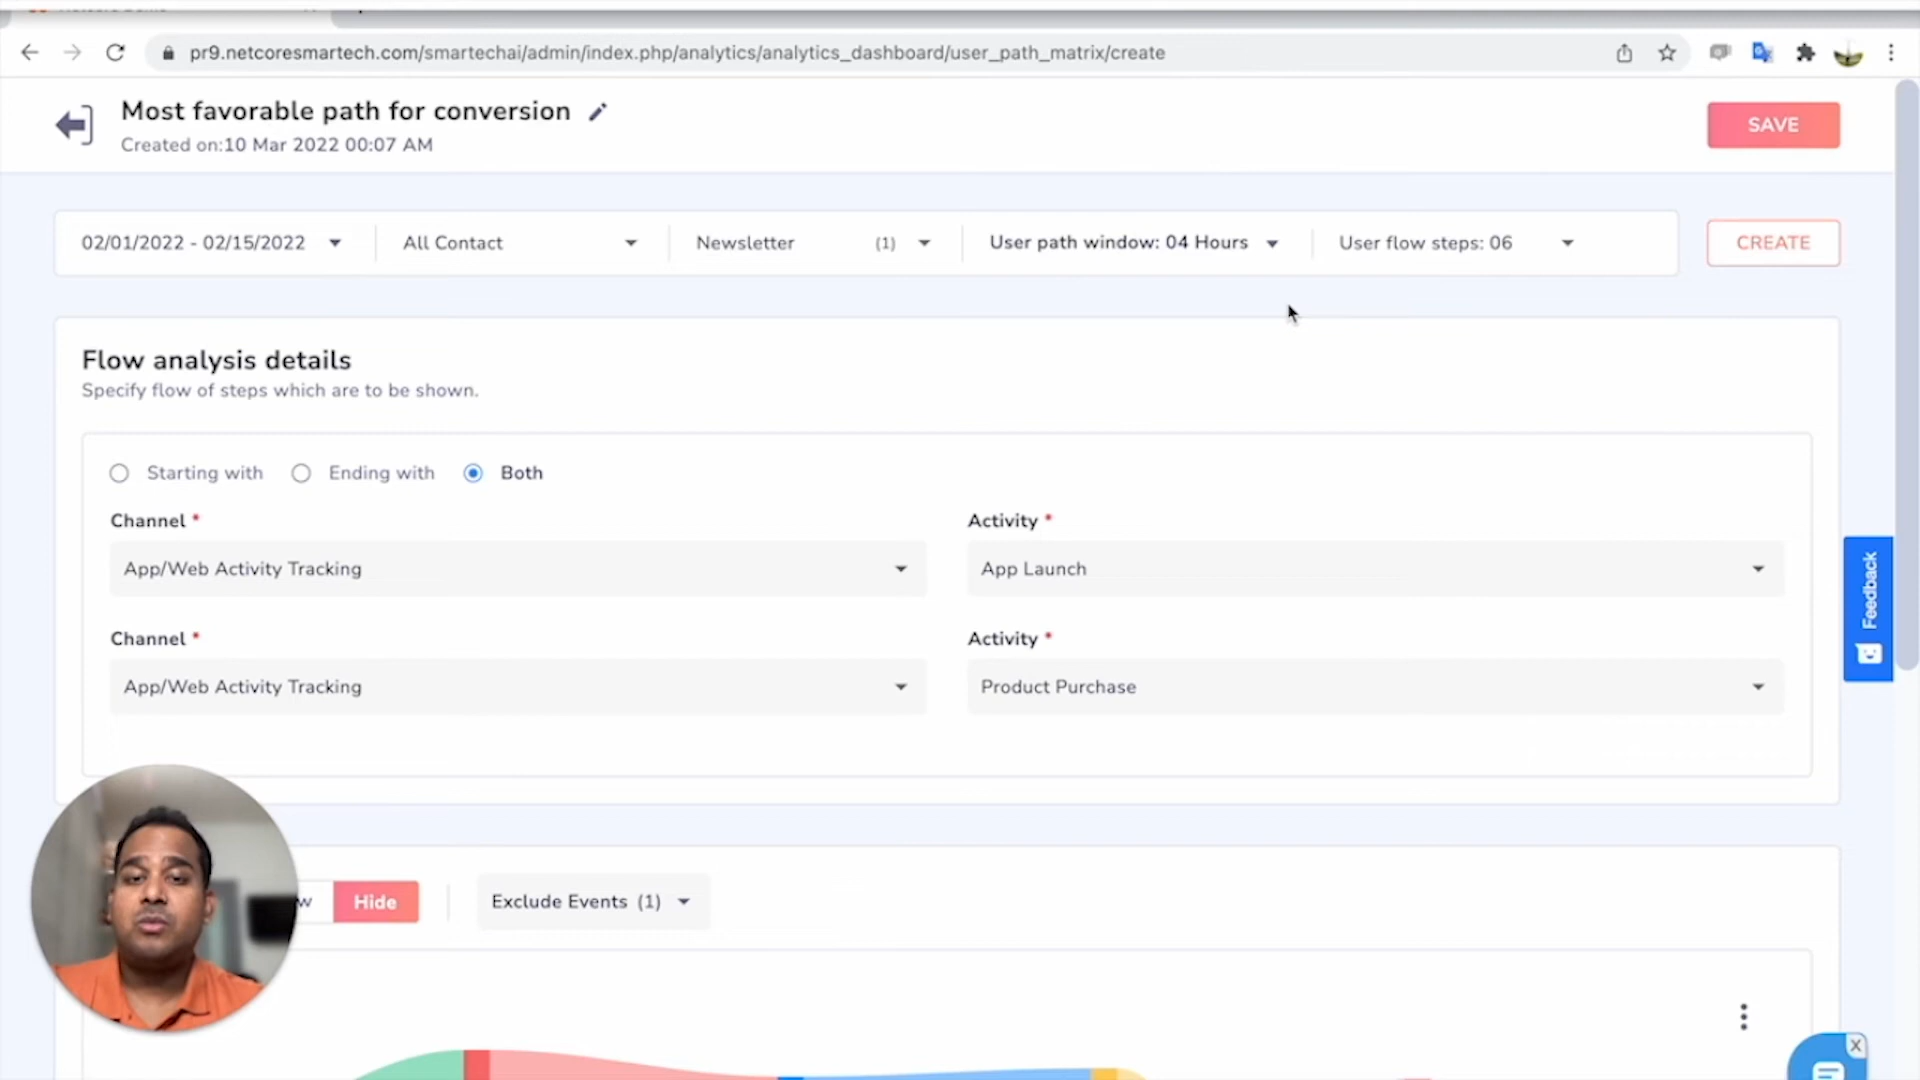 pr9.netcoresmartech.com/smartechai/admin/index.php/analytics/analytics_dashboard/user_path_matrix/create
Most favorable path for conversion
Created on:10 Mar 2022 00:07 AM
SAVE
02/01/2022 - 02/15/2022
All Contact
Newsletter (1)
User path window: 04 Hours
User flow steps: 06
CREATE
Flow analysis details
Specify flow of steps which are to be shown.
Starting with
Ending with
Both
Channel *
Activity *
App/Web Activity Tracking
App Launch
Channel *
Activity *
App/Web Activity Tracking
Product Purchase
Feedback
w
Hide
Exclude Events (1)
X